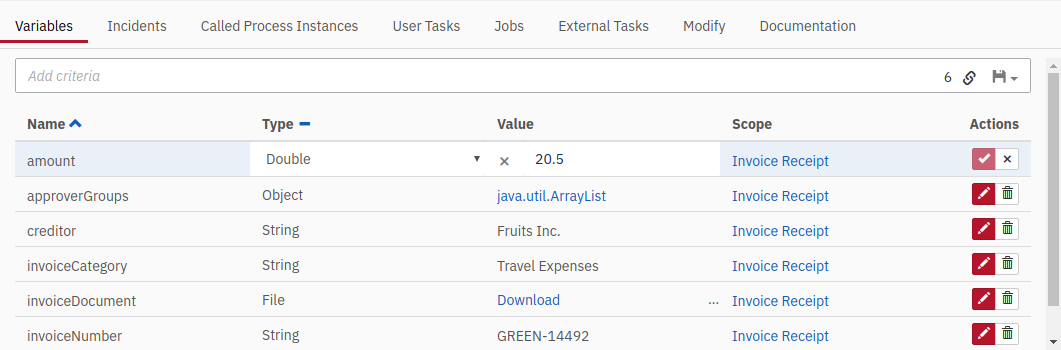 Variables Incidents Called Process Instances User Tasks Jobs External Tasks Modify Documentation
Add criteria 6
Name Type Value Scope Actions
amount Double 20.5 Invoice Receipt
approverGroups Object java.util.ArrayList Invoice Receipt
creditor String Fruits Inc. Invoice Receipt
invoiceCategory String Travel Expenses Invoice Receipt
invoiceDocument File Download ... Invoice Receipt
invoiceNumber String GREEN-14492 Invoice Receipt